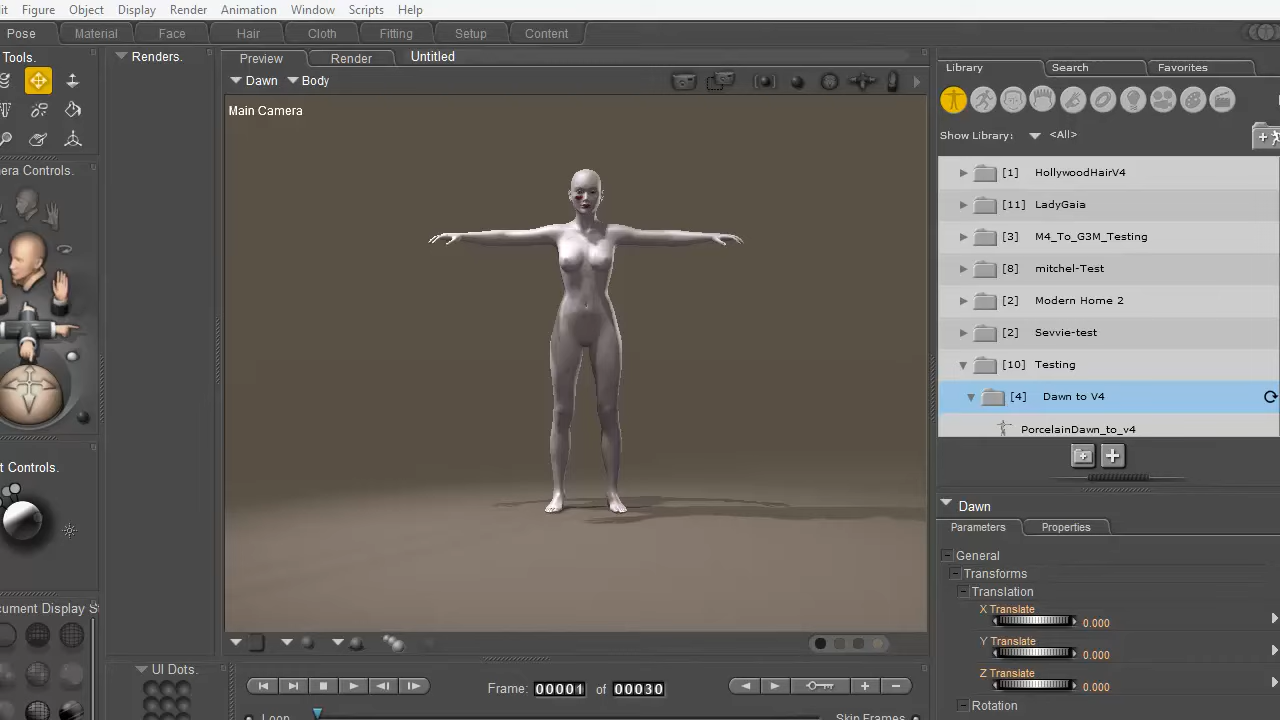 it Figure Object Display Render Animation Window Scripts Help
Pose Material Face Hair Cloth Fitting Setup Content
Tools.
Renders.
Preview Render Untitled
Dawn Body
Main Camera
era Controls.
t Controls.
cument Display S
UI Dots.
Frame: 00001 of 00030
Loop
Skip Frames
Library Search Favorites
Show Library: <All>
[1] HollywoodHairV4
[11] LadyGaia
[3] M4_To_G3M_Testing
[8] mitchel-Test
[2] Modern Home 2
[2] Sevvie-test
[10] Testing
[4] Dawn to V4
PorcelainDawn_to_v4
Dawn
Parameters Properties
General
Transforms
Translation
X Translate
0.000
Y Translate
0.000
Z Translate
0.000
Rotation